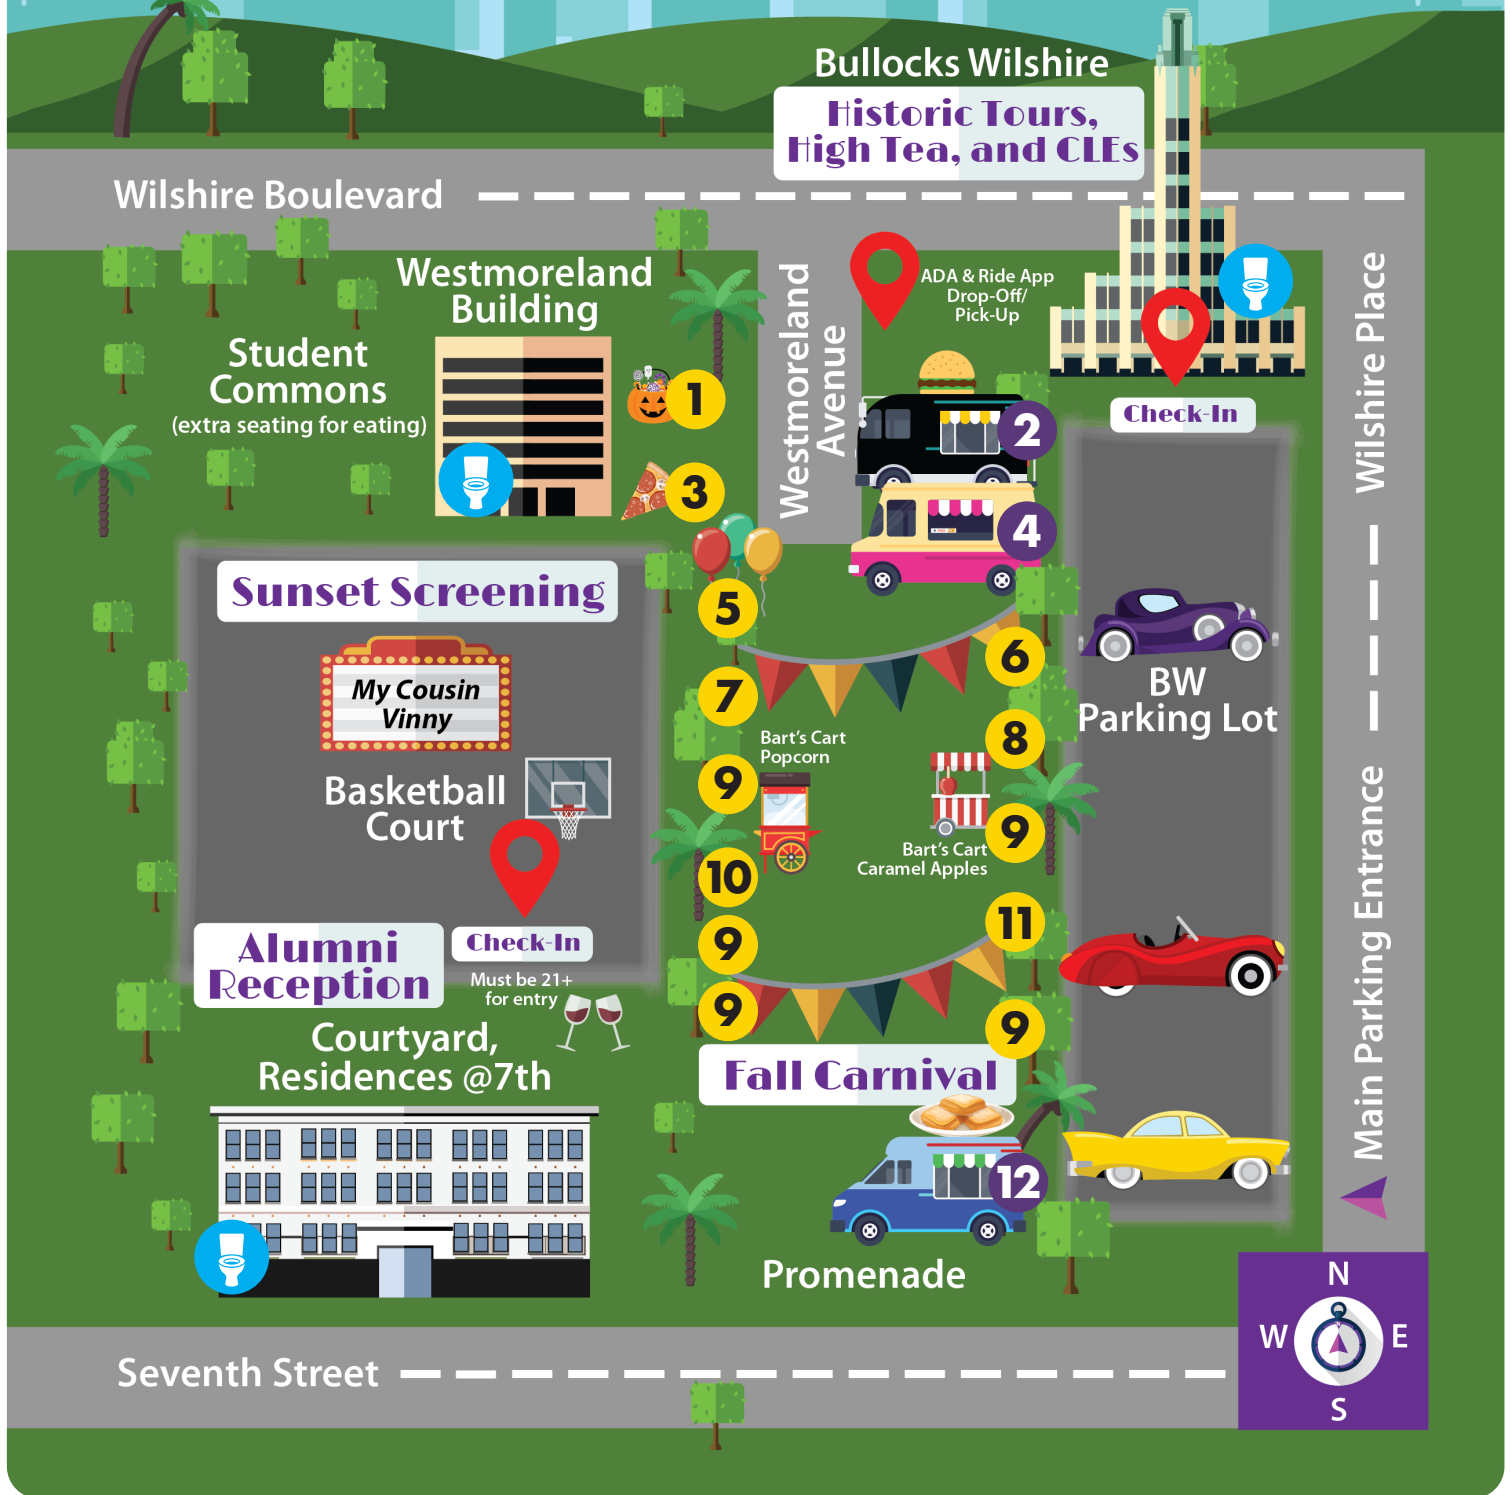 Bullocks Wilshire
Historic Tours,
High Tea, and CLEs
Wilshire Boulevard
Westmoreland
Building
Student
Commons
(extra seating for eating)
Westmoreland
Avenue
ADA & Ride App
Drop-Off/
Pick-Up
Check-In
Wilshire Place
1
2
3
4
Sunset Screening
My Cousin
Vinny
5
6
7
8
BW
Parking Lot
Bart's Cart
Popcorn
9
Basketball
Court
9
Bart's Cart
Caramel Apples
10
11
9
Main Parking Entrance
Alumni
Reception
Check-In
Must be 21+
for entry
9
9
Courtyard,
Residences @7th
Fall Carnival
12
Promenade
Seventh Street
N
W
E
S